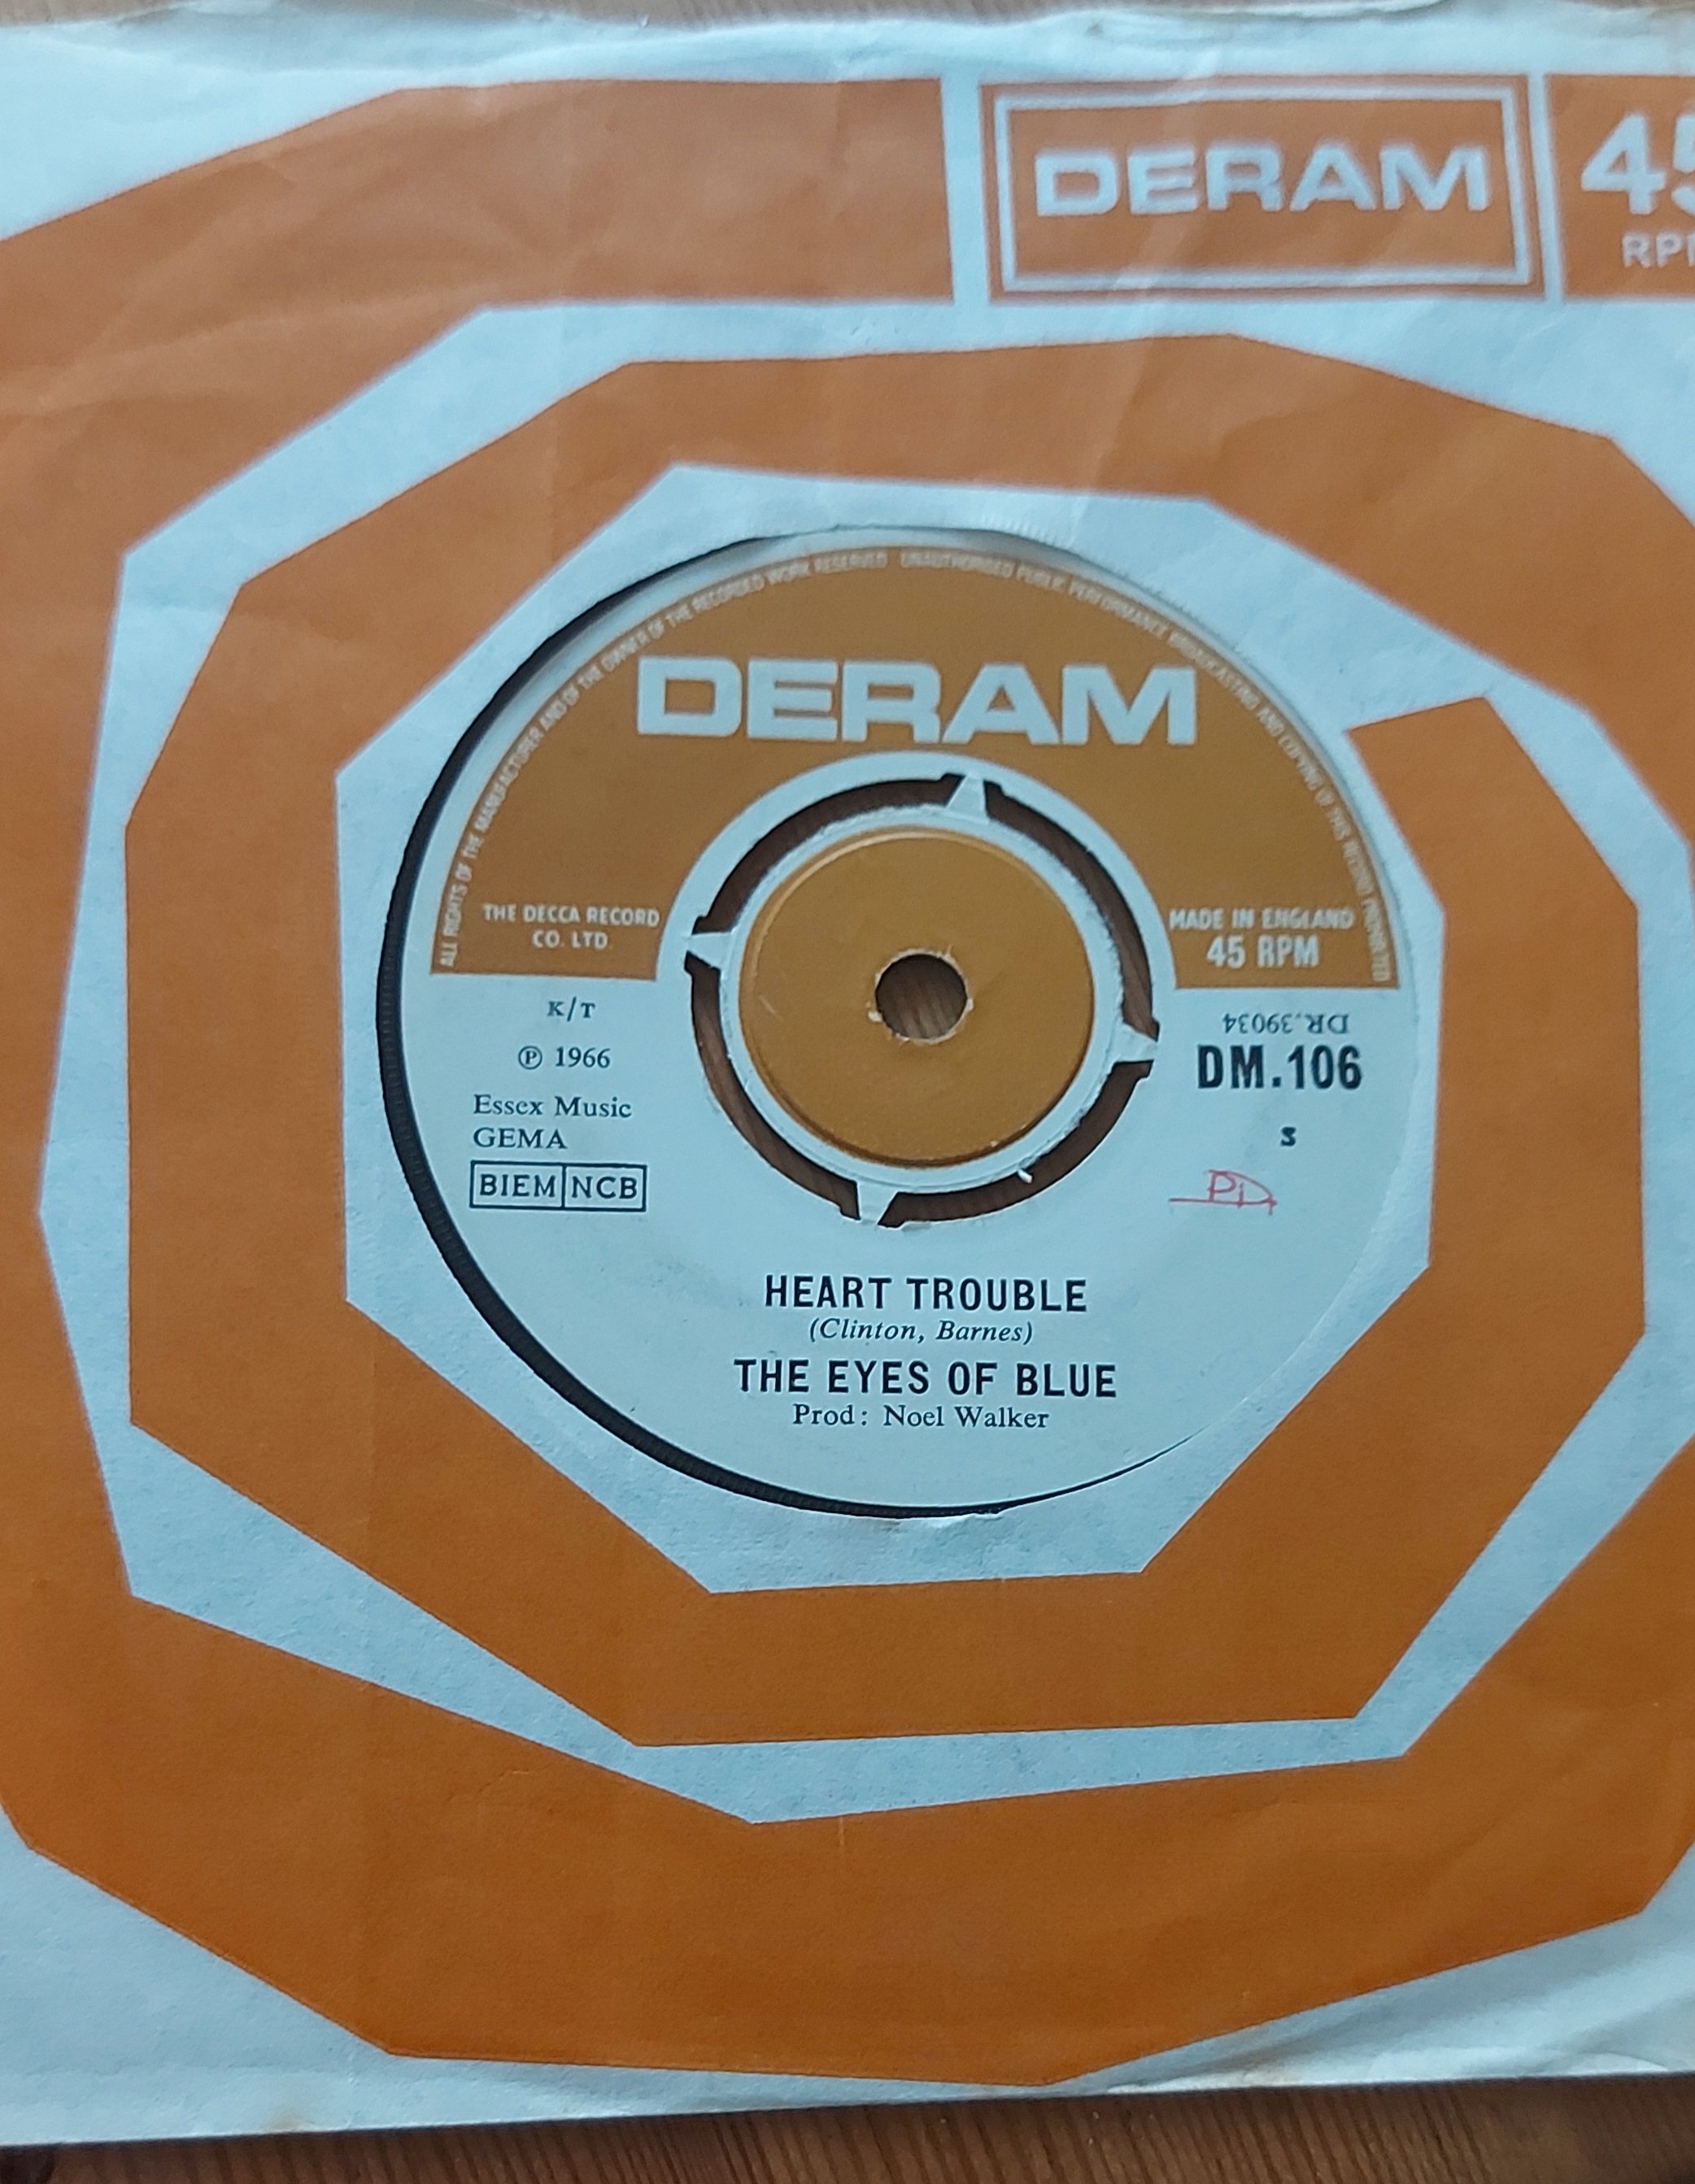 DERAM
45
RPM
ALL RIGHTS OF THE MANUFACTURER AND OF THE OWNER OF THE RECORDED WORK RESERVED UNAUTHORISED PUBLIC PERFORMANCE BROADCASTING AND COPYING OF THIS RECORD PROHIBITED
DERAM
THE DECCA RECORD
CO. LTD.
MADE IN ENGLAND
45 RPM
K/T
℗ 1966
Essex Music
GEMA
BIEM NCB
DR.39034
DM.106
S
PD
HEART TROUBLE
(Clinton, Barnes)
THE EYES OF BLUE
Prod: Noel Walker